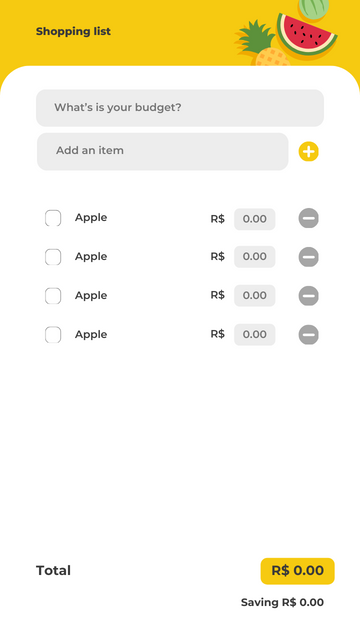 Shopping list
What's is your budget?
Add an item
Apple R$ 0.00
Apple R$ 0.00
Apple R$ 0.00
Apple R$ 0.00
Total R$ 0.00
Saving R$ 0.00